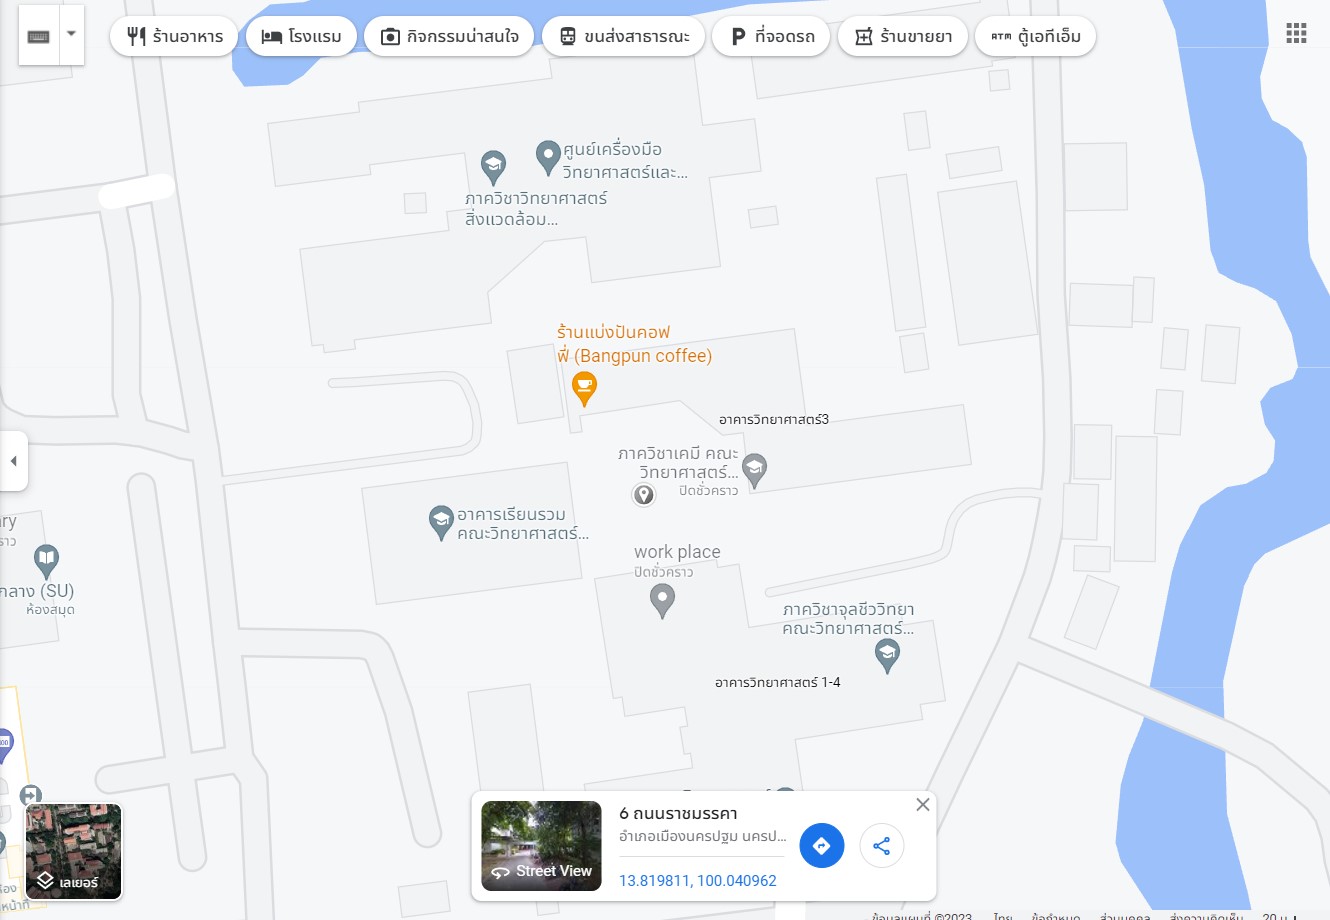 ร้านอาหาร
โรงแรม
กิจกรรมน่าสนใจ
ขนส่งสาธารณะ
P ที่จอดรถ
ร้านขายยา
ATM ตู้เอทีเอ็ม
ศูนย์เครื่องมือ
วิทยาศาสตร์และ...
ภาควิชาวิทยาศาสตร์
สิ่งแวดล้อม...
ร้านแบ่งปันคอฟ
ฟี่ (Bangpun coffee)
อาคารวิทยาศาสตร์3
ภาควิชาเคมี คณะ
วิทยาศาสตร์...
ปิดชั่วคราว
อาคารเรียนรวม
คณะวิทยาศาสตร์...
work place
ปิดชั่วคราว
กลาง (SU)
ห้องสมุด
ภาควิชาจุลชีววิทยา
คณะวิทยาศาสตร์...
อาคารวิทยาศาสตร์ 1-4
6 ถนนราชมรรคา
อำเภอเมืองนครปฐม นครป...
Street View
13.819811, 100.040962
เลเยอร์
ข้อมูลแผนที่ ©2023 ไทย ข้อกำหนด ส่วนบุคคล ส่งความคิดเห็น 20 ม